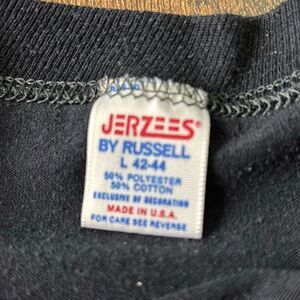 JERZEES®
BY RUSSELL
L 42-44
50% POLYESTER
50% COTTON
EXCLUSIVE OF DECORATION
MADE IN U.S.A.
FOR CARE SEE REVERSE